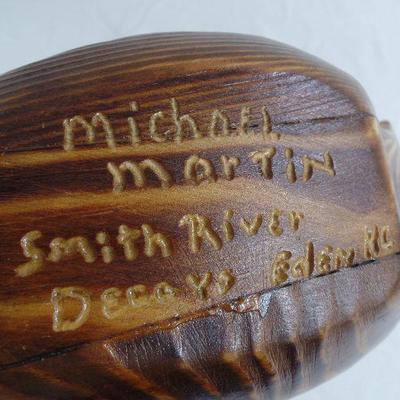 Michael
Martin
Smith River
Decoys Eden NC